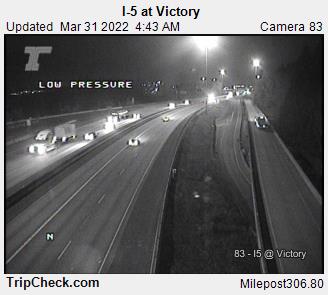 I-5 at Victory
Updated Mar 31 2022 4:43 AM Camera 83
T
LOW PRESSURE
N
83 - I5 @ Victory
TripCheck.com Milepost306.80